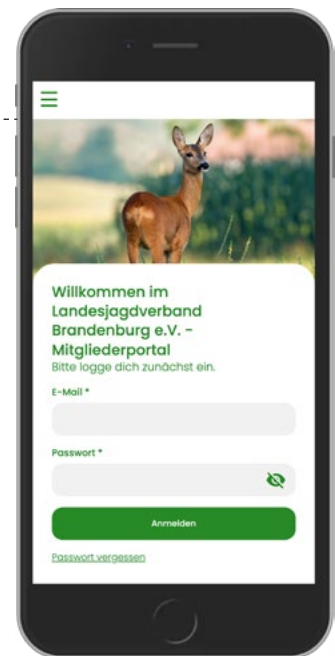 Willkommen im
Landesjagdverband
Brandenburg e.V. -
Mitgliederportal
Bitte logge dich zunächst ein.
E-Mail *
Passwort *
Anmelden
Passwort vergessen